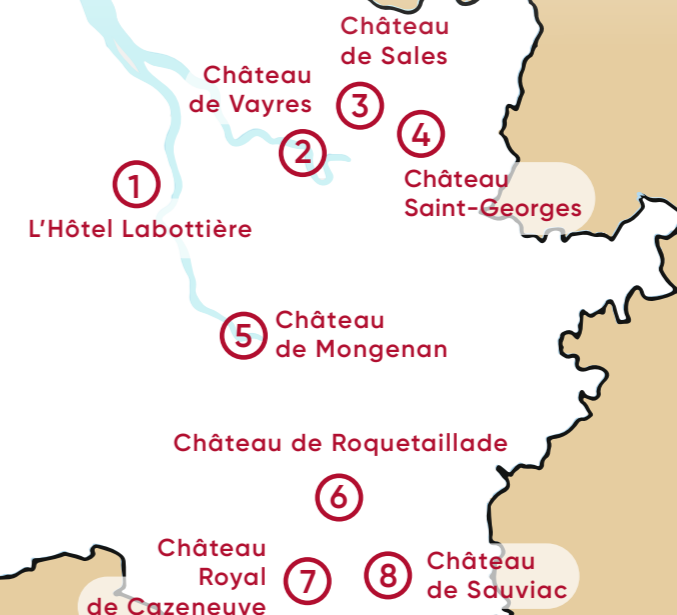 Château
de Sales
3
Château
de Vayres
2
4
Château
Saint-Georges
1
L'Hôtel Labottière
5
Château
de Mongenan
Château de Roquetaillade
6
Château
Royal
de Cazeneuve
7
8
Château
de Sauviac